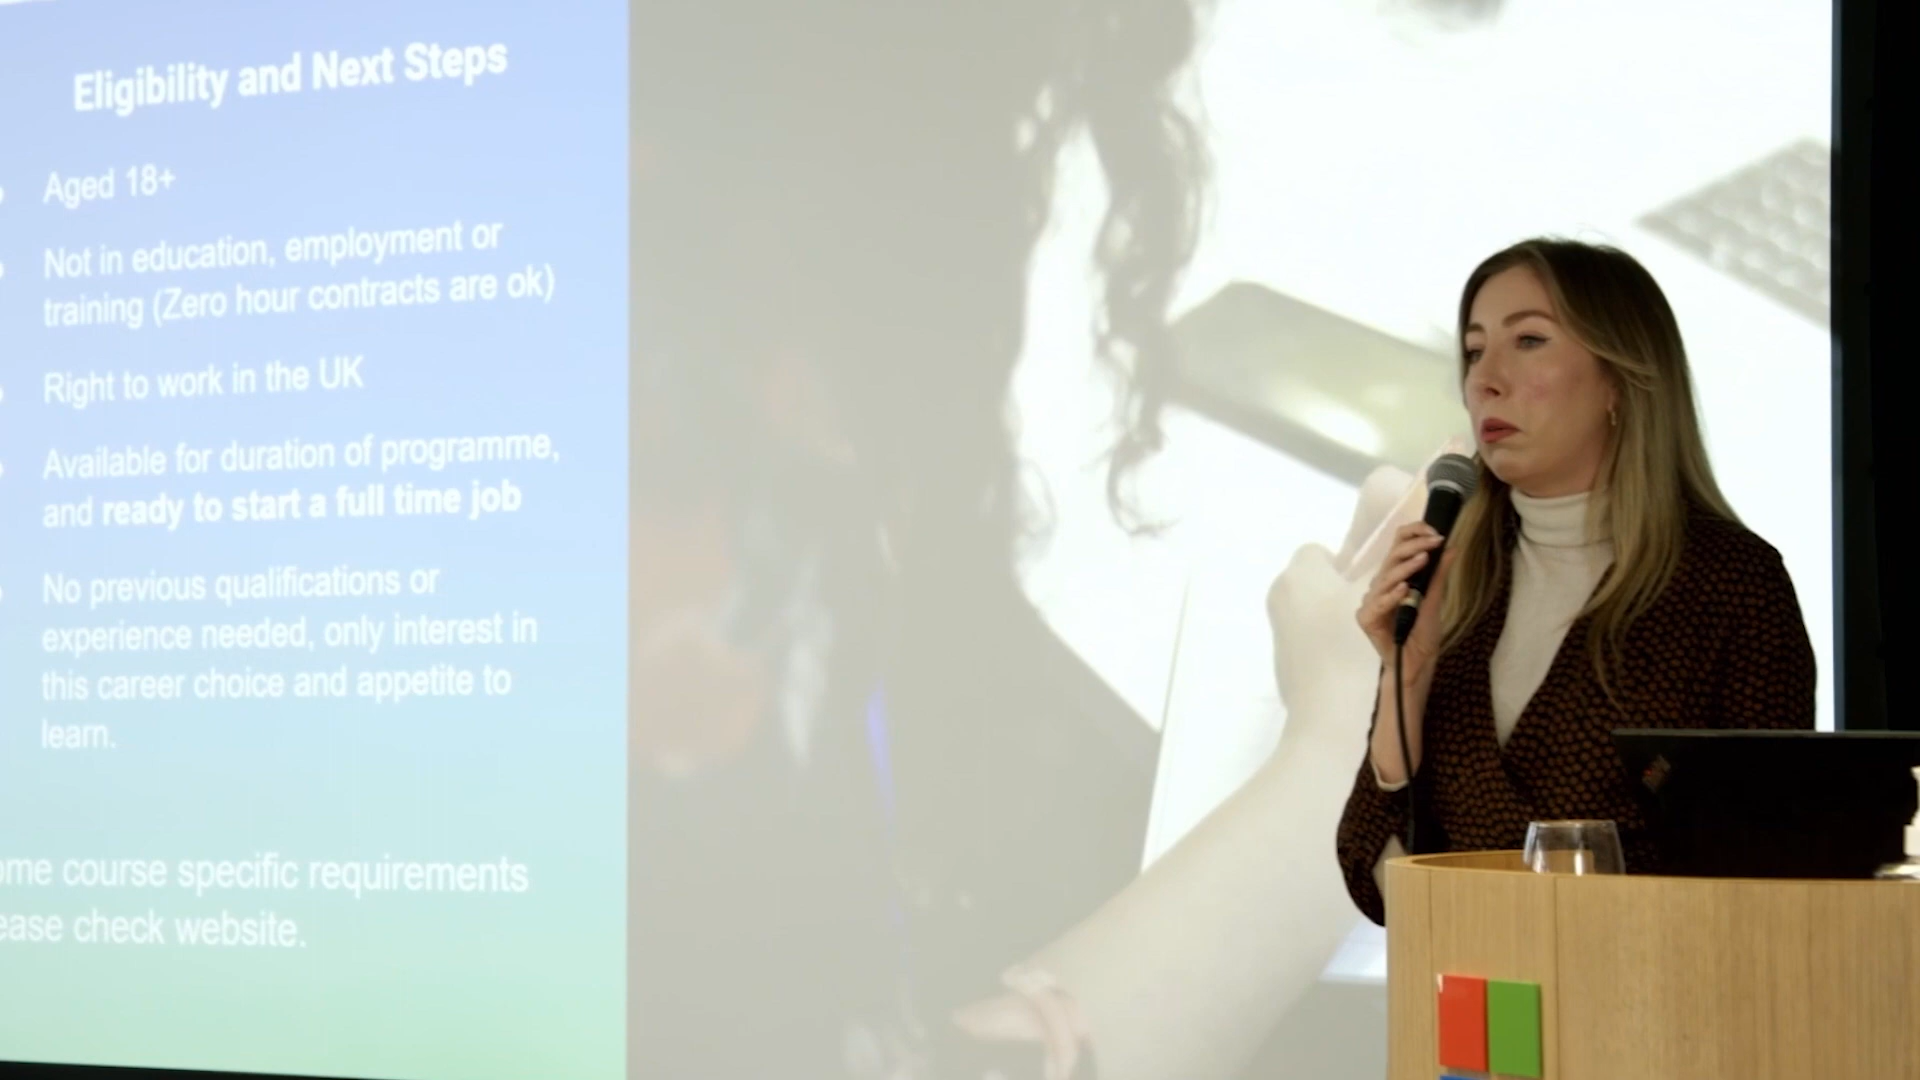 Eligibility and Next Steps
Aged 18+
Not in education, employment or
training (Zero hour contracts are ok)
Right to work in the UK
Available for duration of programme,
and ready to start a full time job
No previous qualifications or
experience needed, only interest in
this career choice and appetite to
learn.
course specific requirements
check website.